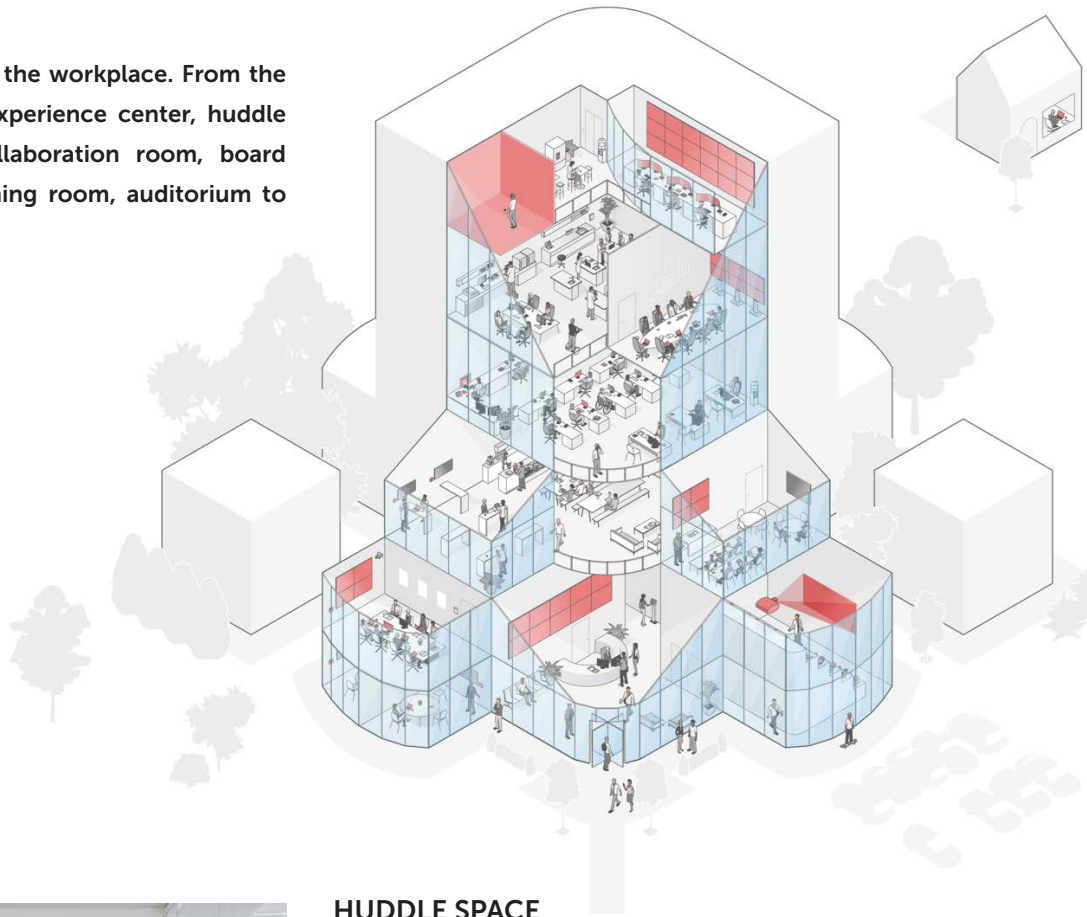 the workplace. From the
xperience center, huddle
llaboration room, board
ning room, auditorium to
HUDDLE SPACE